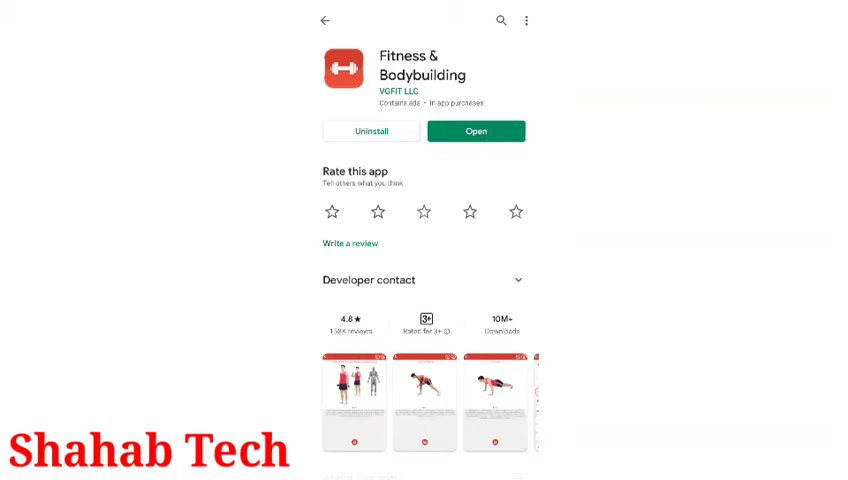 Fitness &
Bodybuilding
VGFIT LLC
Contains ads • In-app purchases
Uninstall
Open
Rate this app
Tell others what you think
Write a review
Developer contact
4.8★
158K reviews
3+
Rated for 3+
10M+
Downloads
Shahab Tech